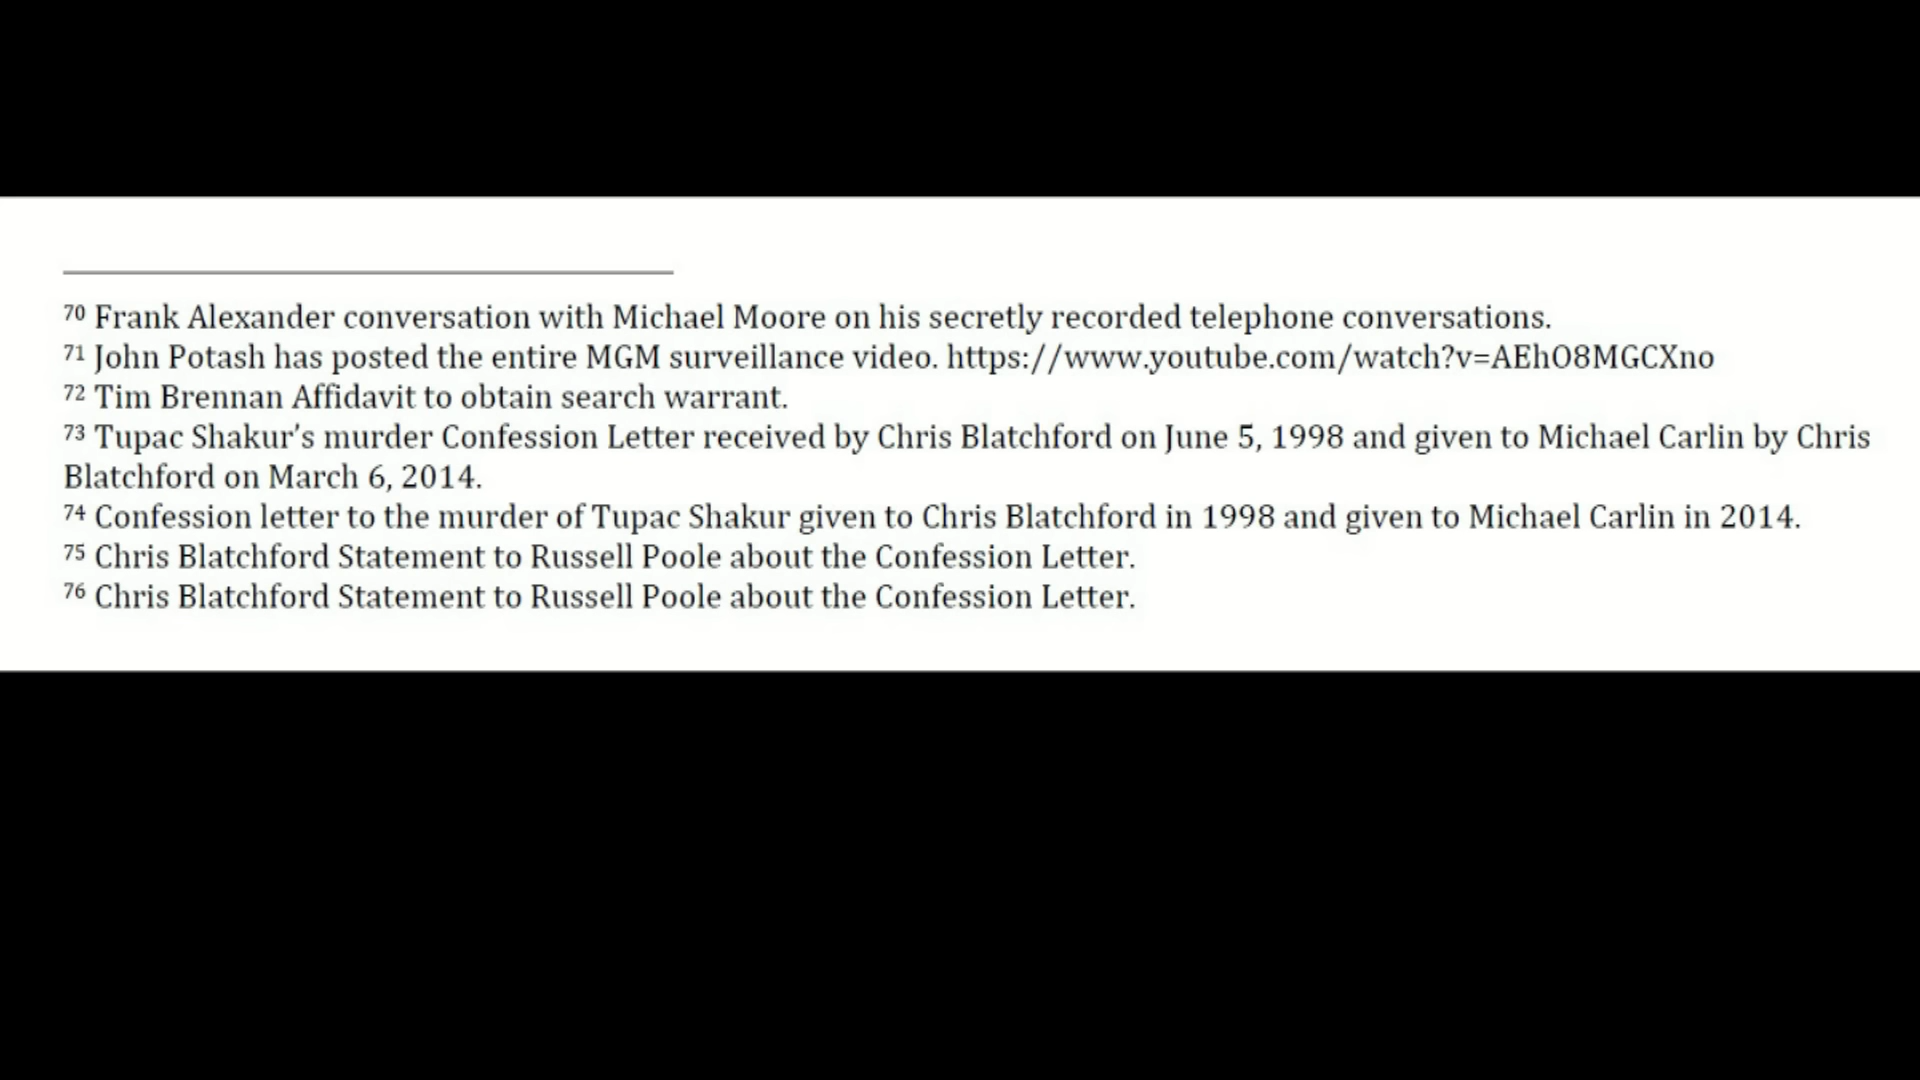 70 Frank Alexander conversation with Michael Moore on his secretly recorded telephone conversations.
71 John Potash has posted the entire MGM surveillance video. https://www.youtube.com/watch?v=AEhO8MGCXno
72 Tim Brennan Affidavit to obtain search warrant.
73 Tupac Shakur's murder Confession Letter received by Chris Blatchford on June 5, 1998 and given to Michael Carlin by Chris
Blatchford on March 6, 2014.
74 Confession letter to the murder of Tupac Shakur given to Chris Blatchford in 1998 and given to Michael Carlin in 2014.
75 Chris Blatchford Statement to Russell Poole about the Confession Letter.
76 Chris Blatchford Statement to Russell Poole about the Confession Letter.